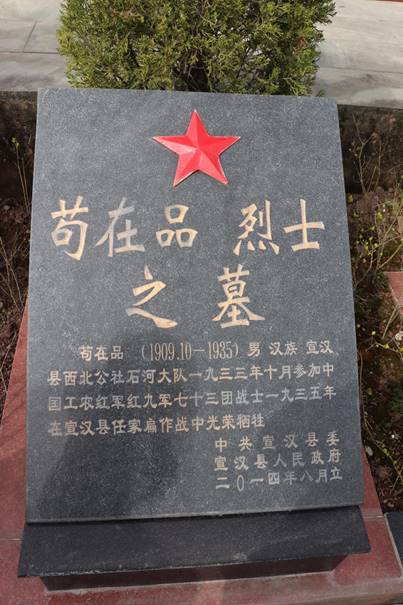 苟在品 烈士
之 墓
苟在品 （1909.10—1935）男 汉族 宣汉
县西北公社石河大队一九三三年十月参加中
国工农红军红九军七十三团战士一九三五年
在宣汉县任家扁作战中光荣牺牲
中共宣汉县委
宣汉县人民政府
二〇一四年八月立